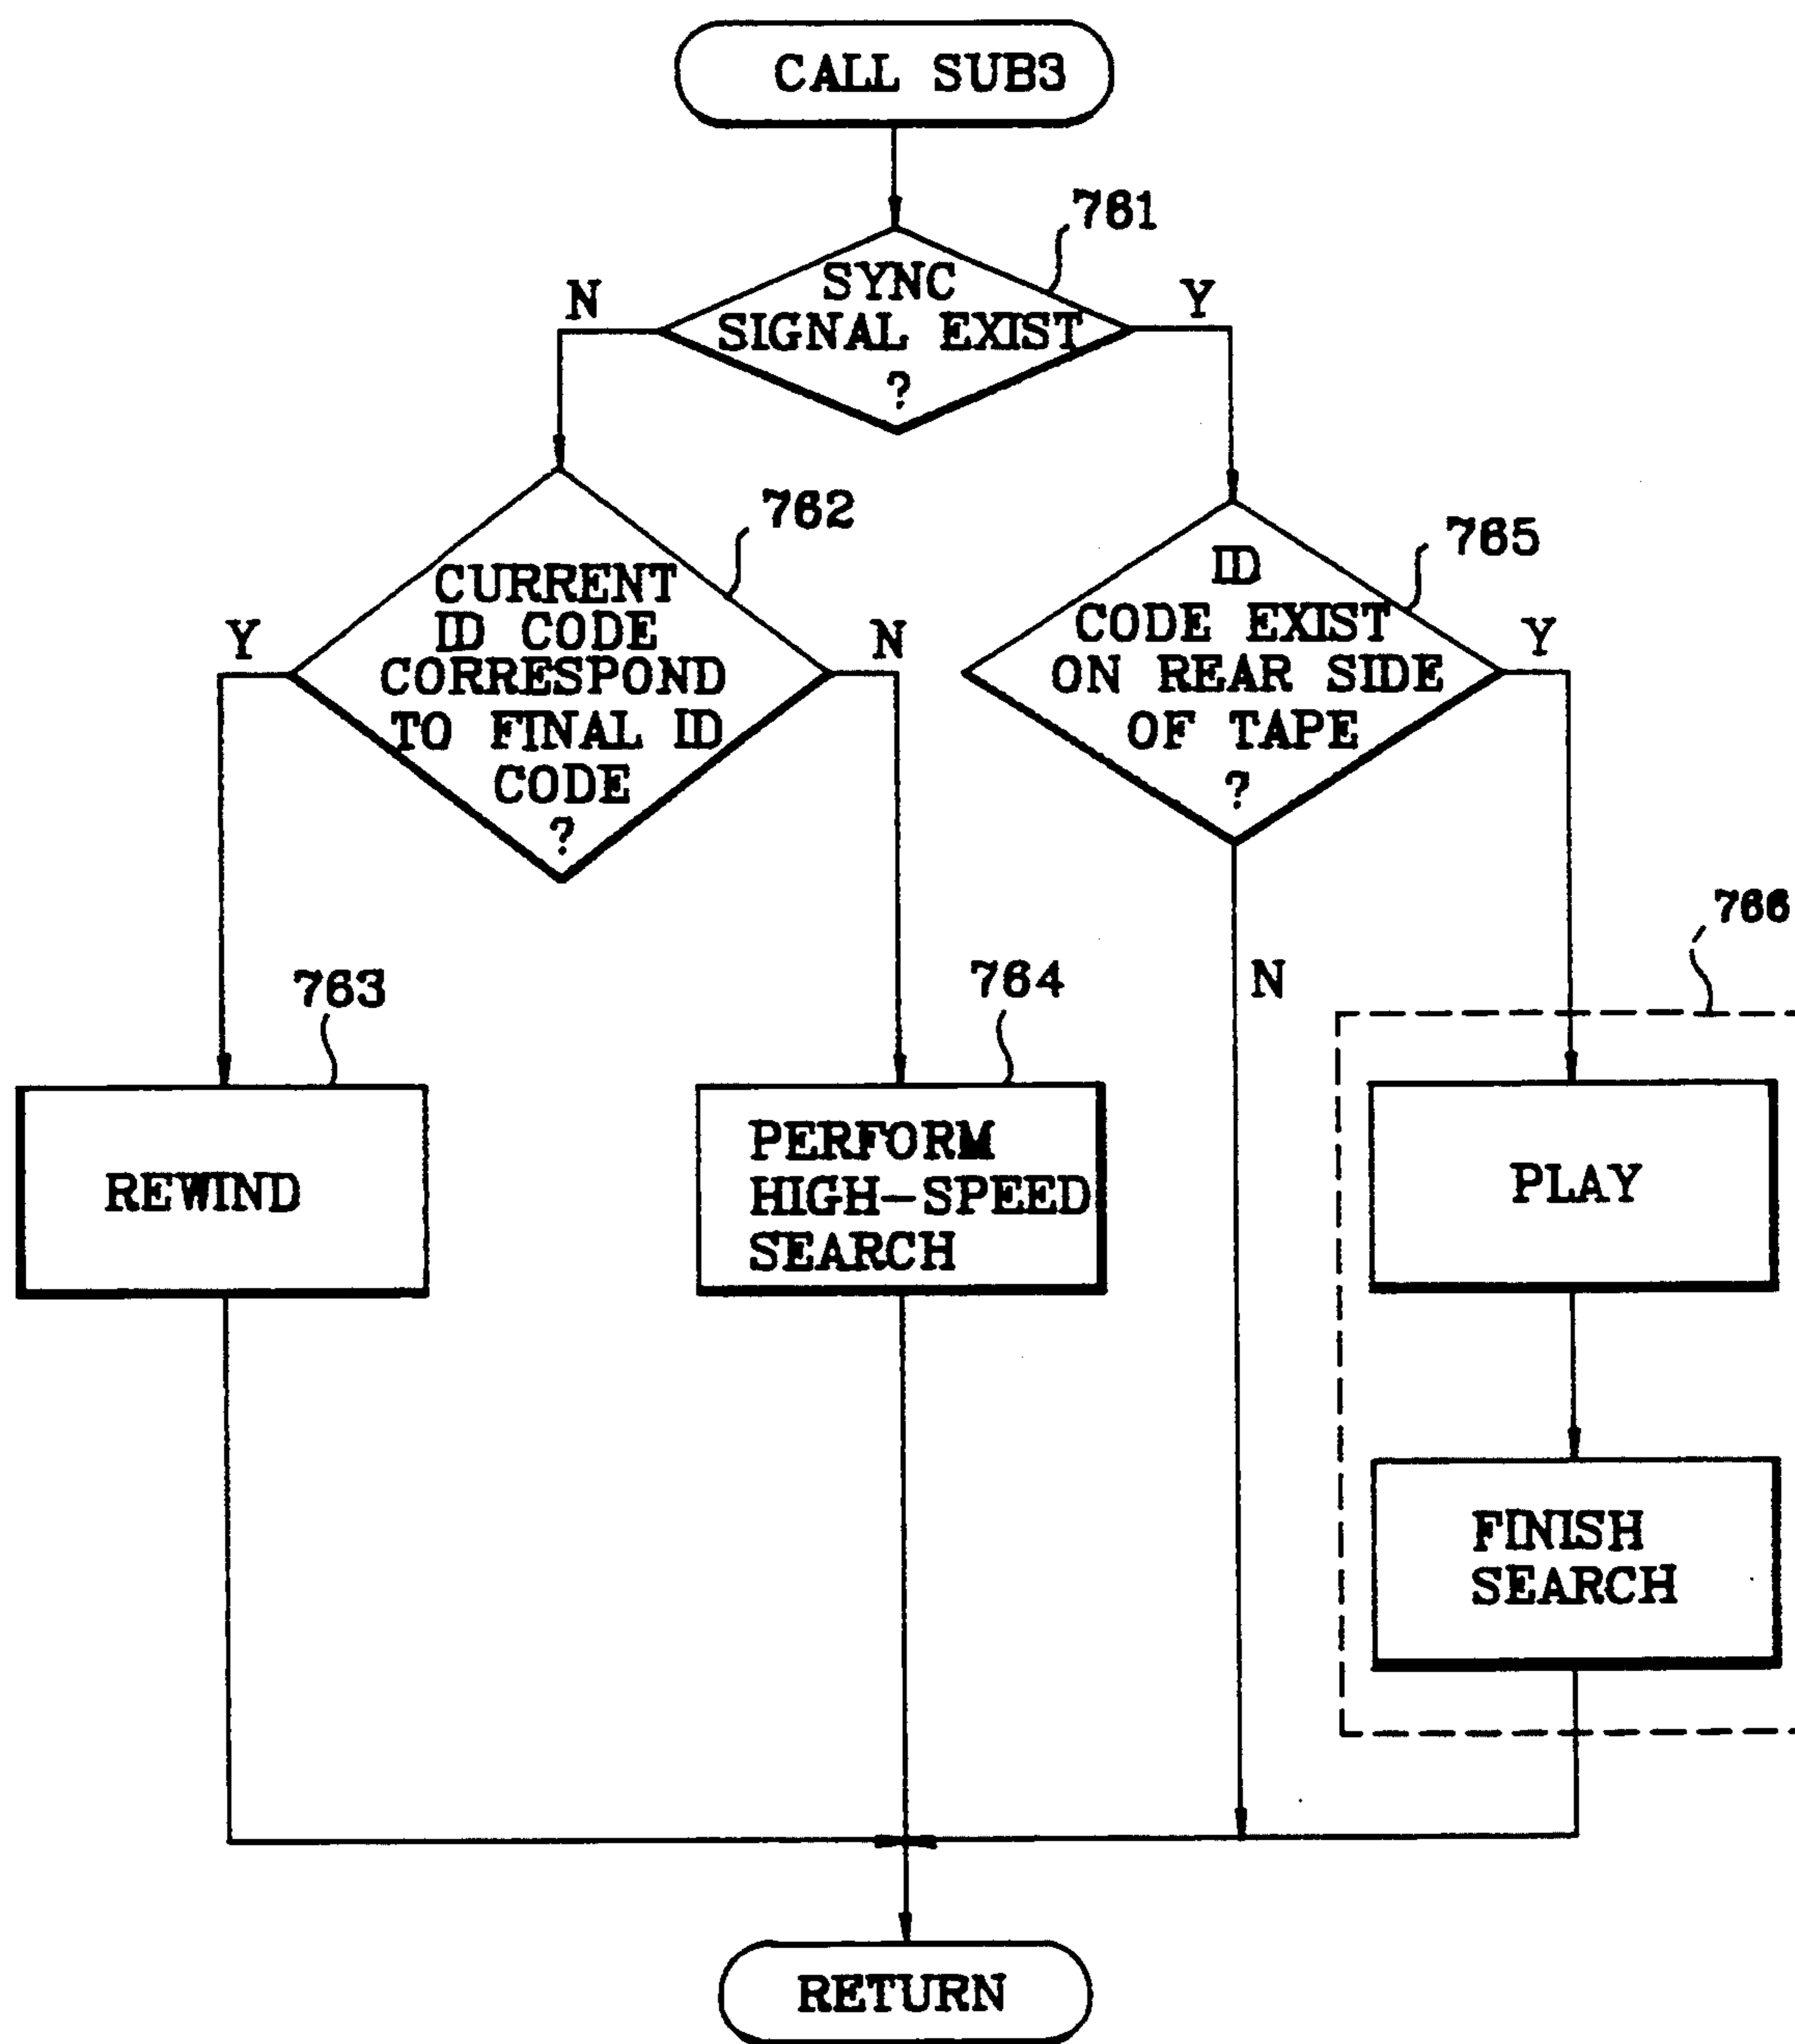 CALL SUB3
761
SYNC
SIGNAL EXIST
?
N
Y
762
CURRENT
ID CODE
CORRESPOND
TO FINAL ID
CODE
?
Y
N
765
ID
CODE EXIST
ON REAR SIDE
OF TAPE
?
Y
N
763
REWIND
764
PERFORM
HIGH-SPEED
SEARCH
766
PLAY
FINISH
SEARCH
RETURN